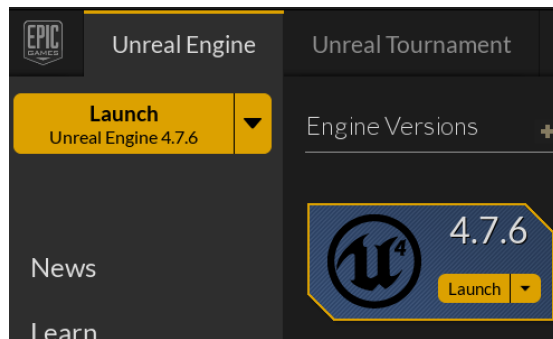 EPIC
GAMES
Unreal Engine
Unreal Tournament
Launch
Unreal Engine 4.7.6
Engine Versions
4.7.6
Launch
News
Learn